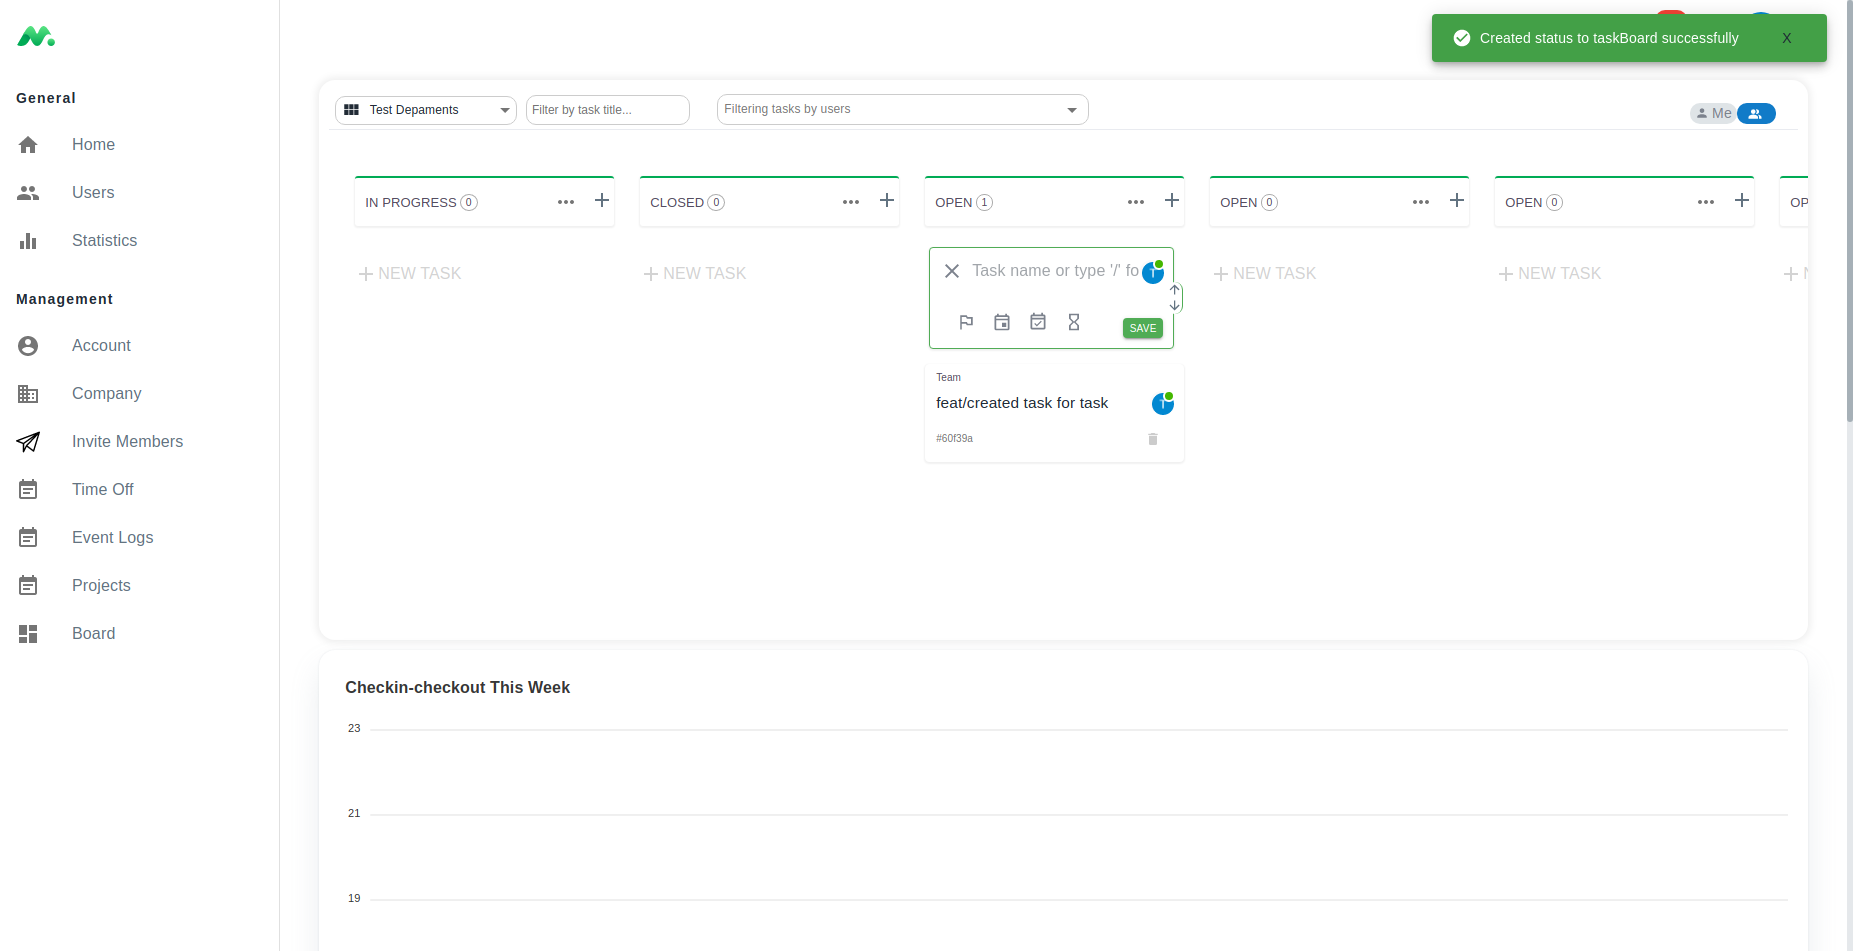 Created status to taskBoard successfully X
General
Home
Users
Statistics
Management
Account
Company
Invite Members
Time Off
Event Logs
Projects
Board
Test Depaments
Filter by task title...
Filtering tasks by users
Me
IN PROGRESS 0
CLOSED 0
OPEN 1
OPEN 0
OPEN 0
OP
NEW TASK
NEW TASK
Task name or type '/' fo
T
SAVE
NEW TASK
NEW TASK
Team
feat/created task for task
T
#60f39a
Checkin-checkout This Week
23
21
19